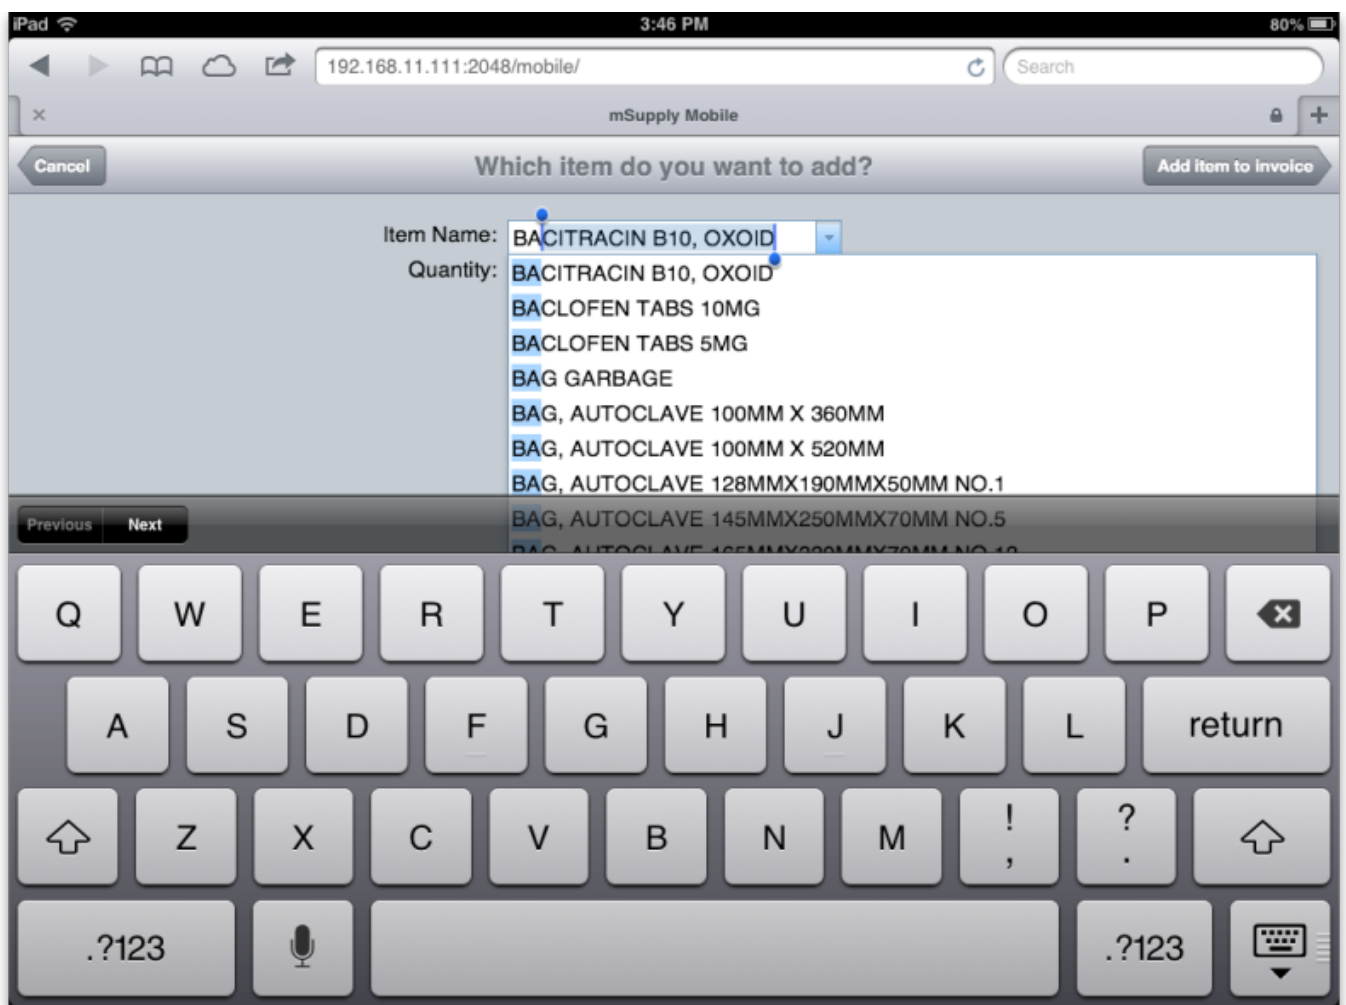 iPad 3:46 PM 80%
192.168.11.111:2048/mobile/ Search
mSupply Mobile
Cancel Which item do you want to add? Add item to invoice
Item Name: BACITRACIN B10, OXOID
Quantity: BACITRACIN B10, OXOID
BACLOFEN TABS 10MG
BACLOFEN TABS 5MG
BAG GARBAGE
BAG, AUTOCLAVE 100MM X 360MM
BAG, AUTOCLAVE 100MM X 520MM
BAG, AUTOCLAVE 128MMX190MMX50MM NO.1
Previous Next BAG, AUTOCLAVE 145MMX250MMX70MM NO.5
BAG, AUTOCLAVE
Q W E R T Y U I O P
A S D F G H J K L return
Z X C V B N M ! , ? .
.?123 .?123